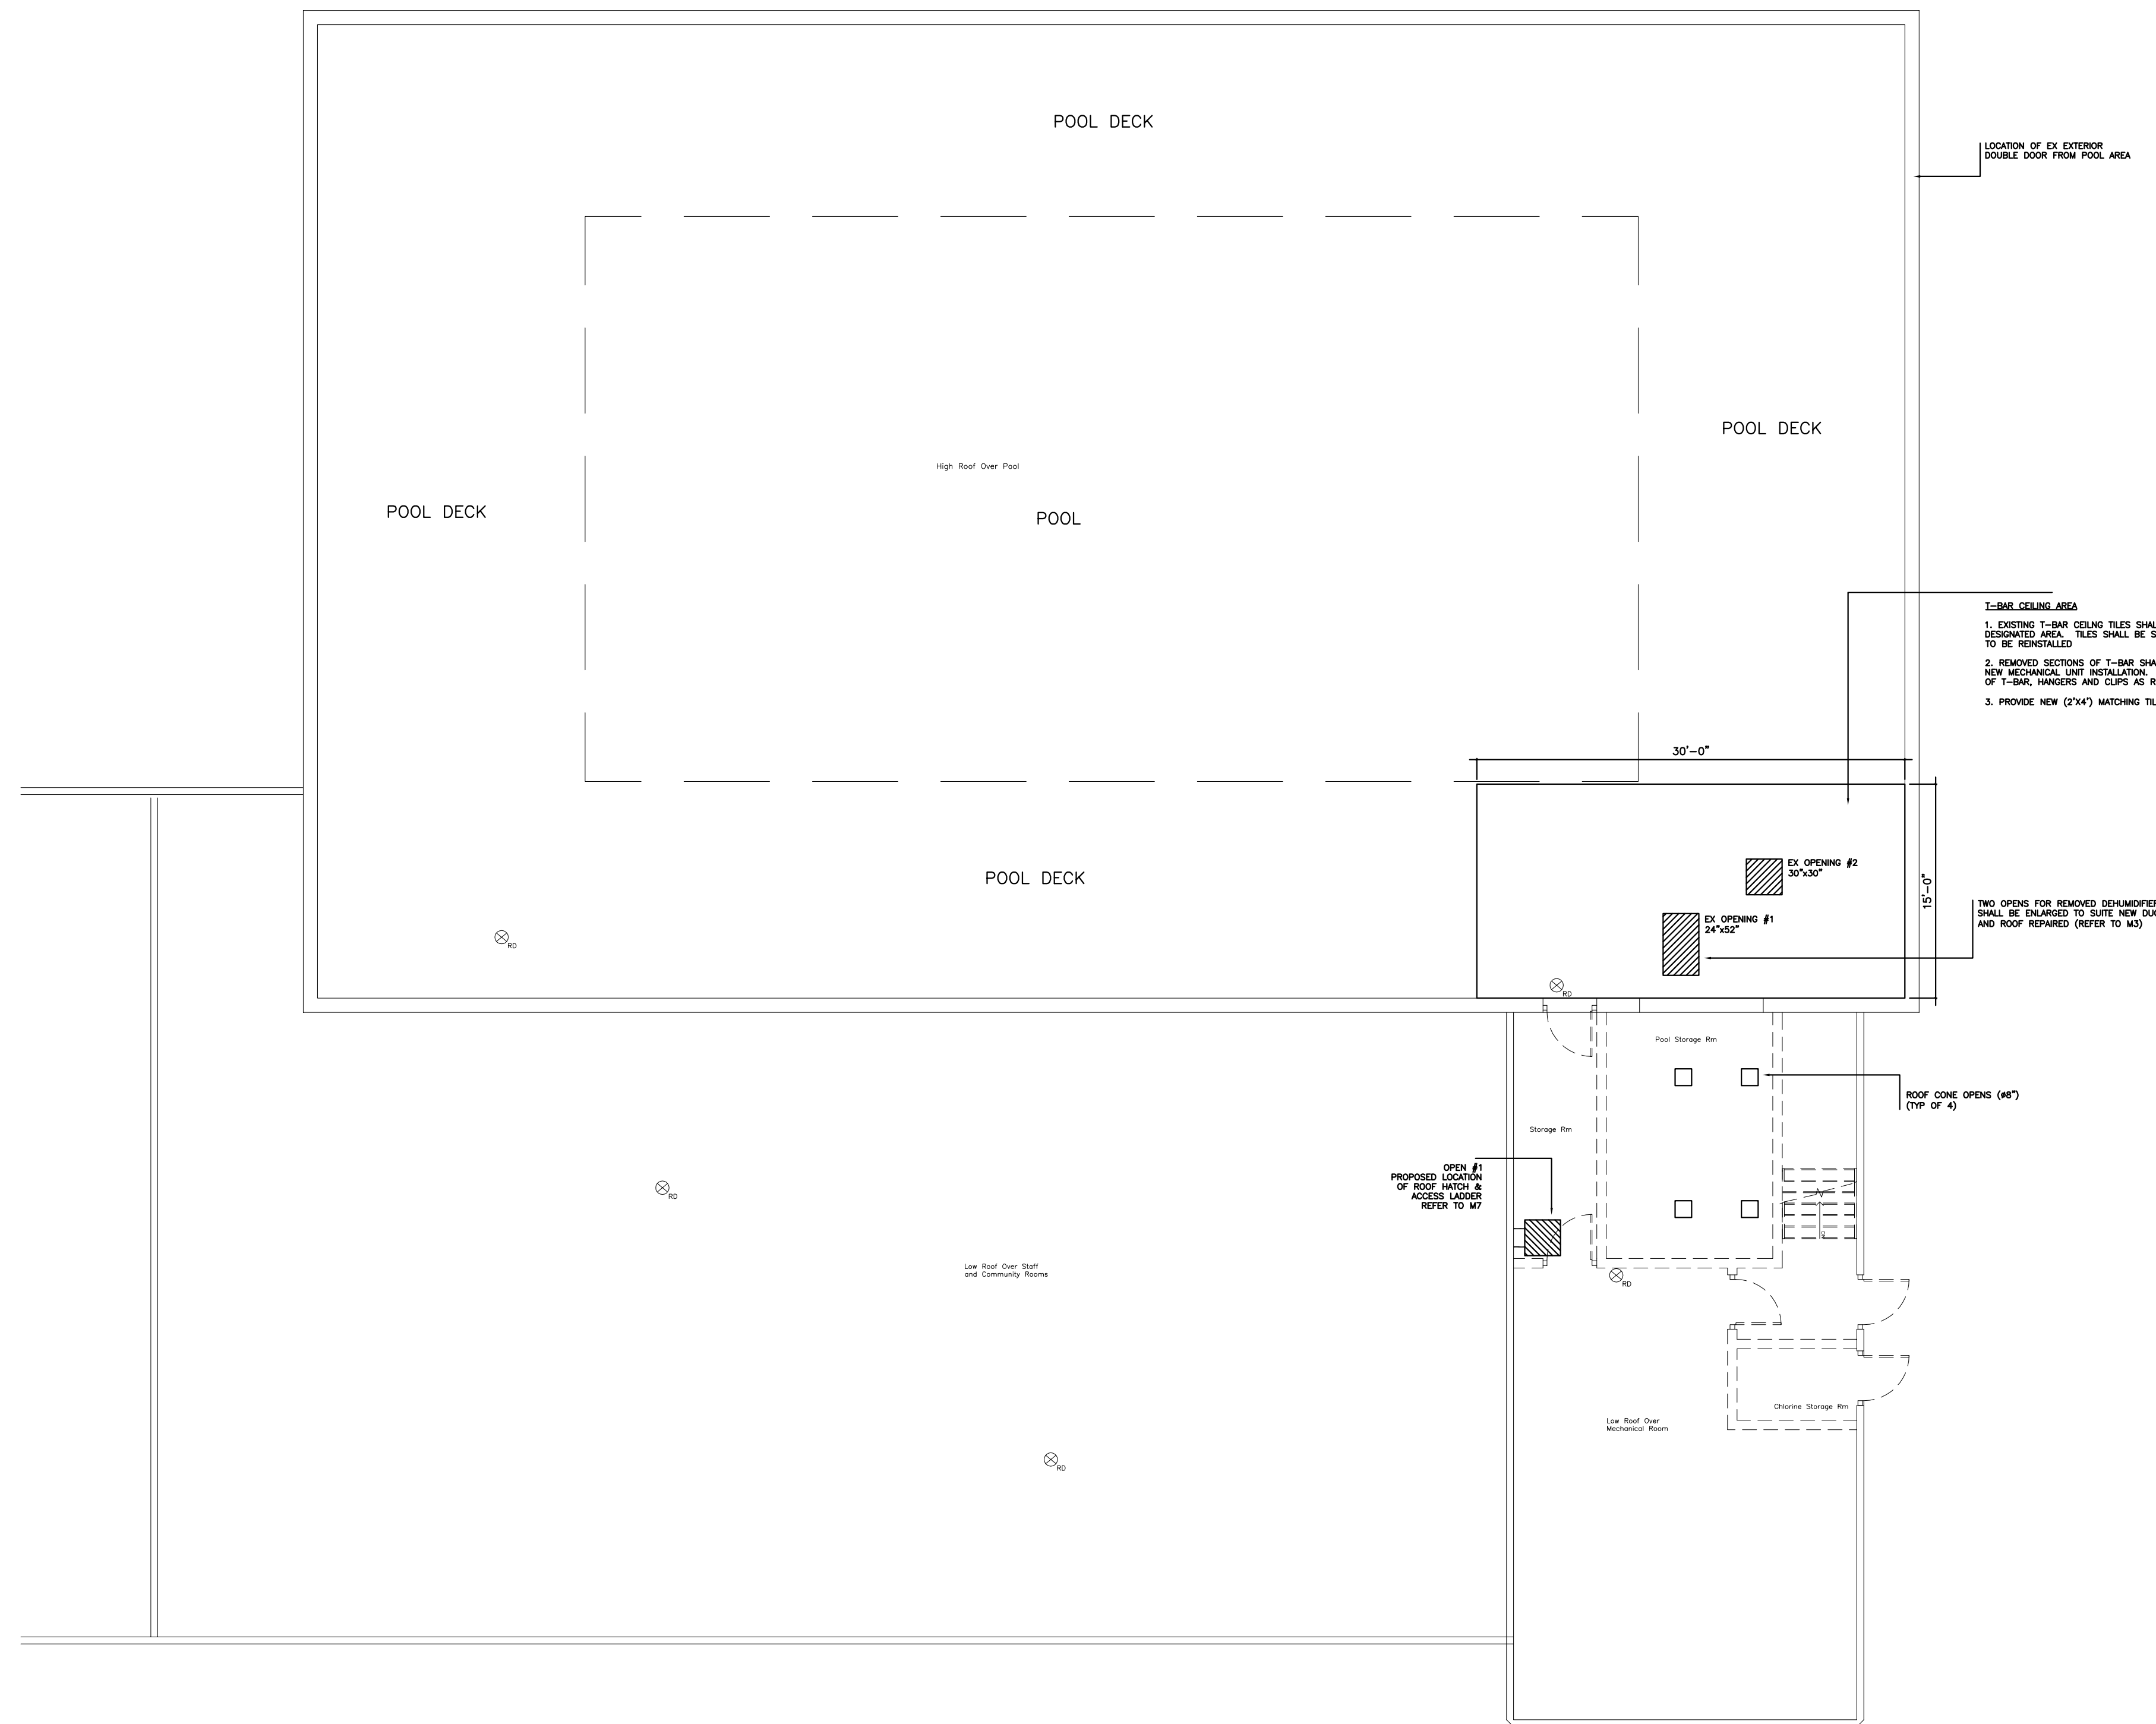 POOL DECK
LOCATION OF EX EXTERIOR
DOUBLE DOOR FROM POOL AREA
POOL DECK
High Roof Over Pool
POOL DECK
POOL
T-BAR CEILING AREA
1. EXISTING T-BAR CEILNG TILES SHAL
DESIGNATED AREA. TILES SHALL BE S
TO BE REINSTALLED
2. REMOVED SECTIONS OF T-BAR SHA
NEW MECHANICAL UNIT INSTALLATION.
OF T-BAR, HANGERS AND CLIPS AS R
3. PROVIDE NEW (2'X4') MATCHING TIL
30'-0"
15'-0"
EX OPENING #2
30"x30"
POOL DECK
EX OPENING #1
24"x52"
TWO OPENS FOR REMOVED DEHUMIDIFIER
SHALL BE ENLARGED TO SUITE NEW DUC
AND ROOF REPAIRED (REFER TO M3)
RD
RD
Pool Storage Rm
ROOF CONE OPENS (ø8")
(TYP OF 4)
Storage Rm
OPEN #1
PROPOSED LOCATION
OF ROOF HATCH &
ACCESS LADDER
REFER TO M7
RD
Low Roof Over Staff
and Community Rooms
RD
Chlorine Storage Rm
Low Roof Over
Mechanical Room
RD